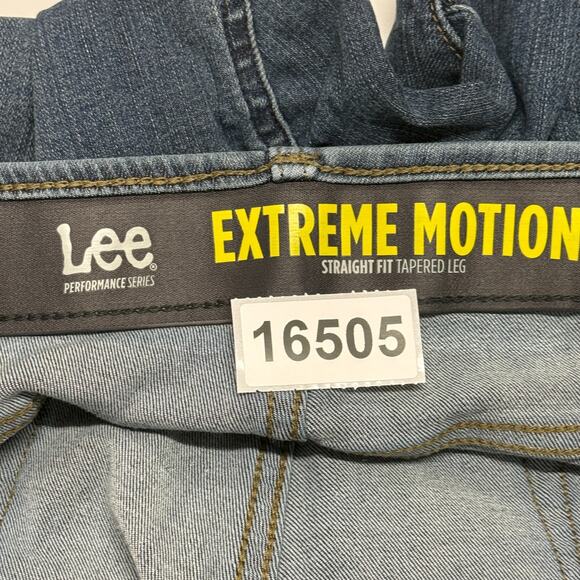 Lee®
PERFORMANCE SERIES
EXTREME MOTION
STRAIGHT FIT TAPERED LEG
16505